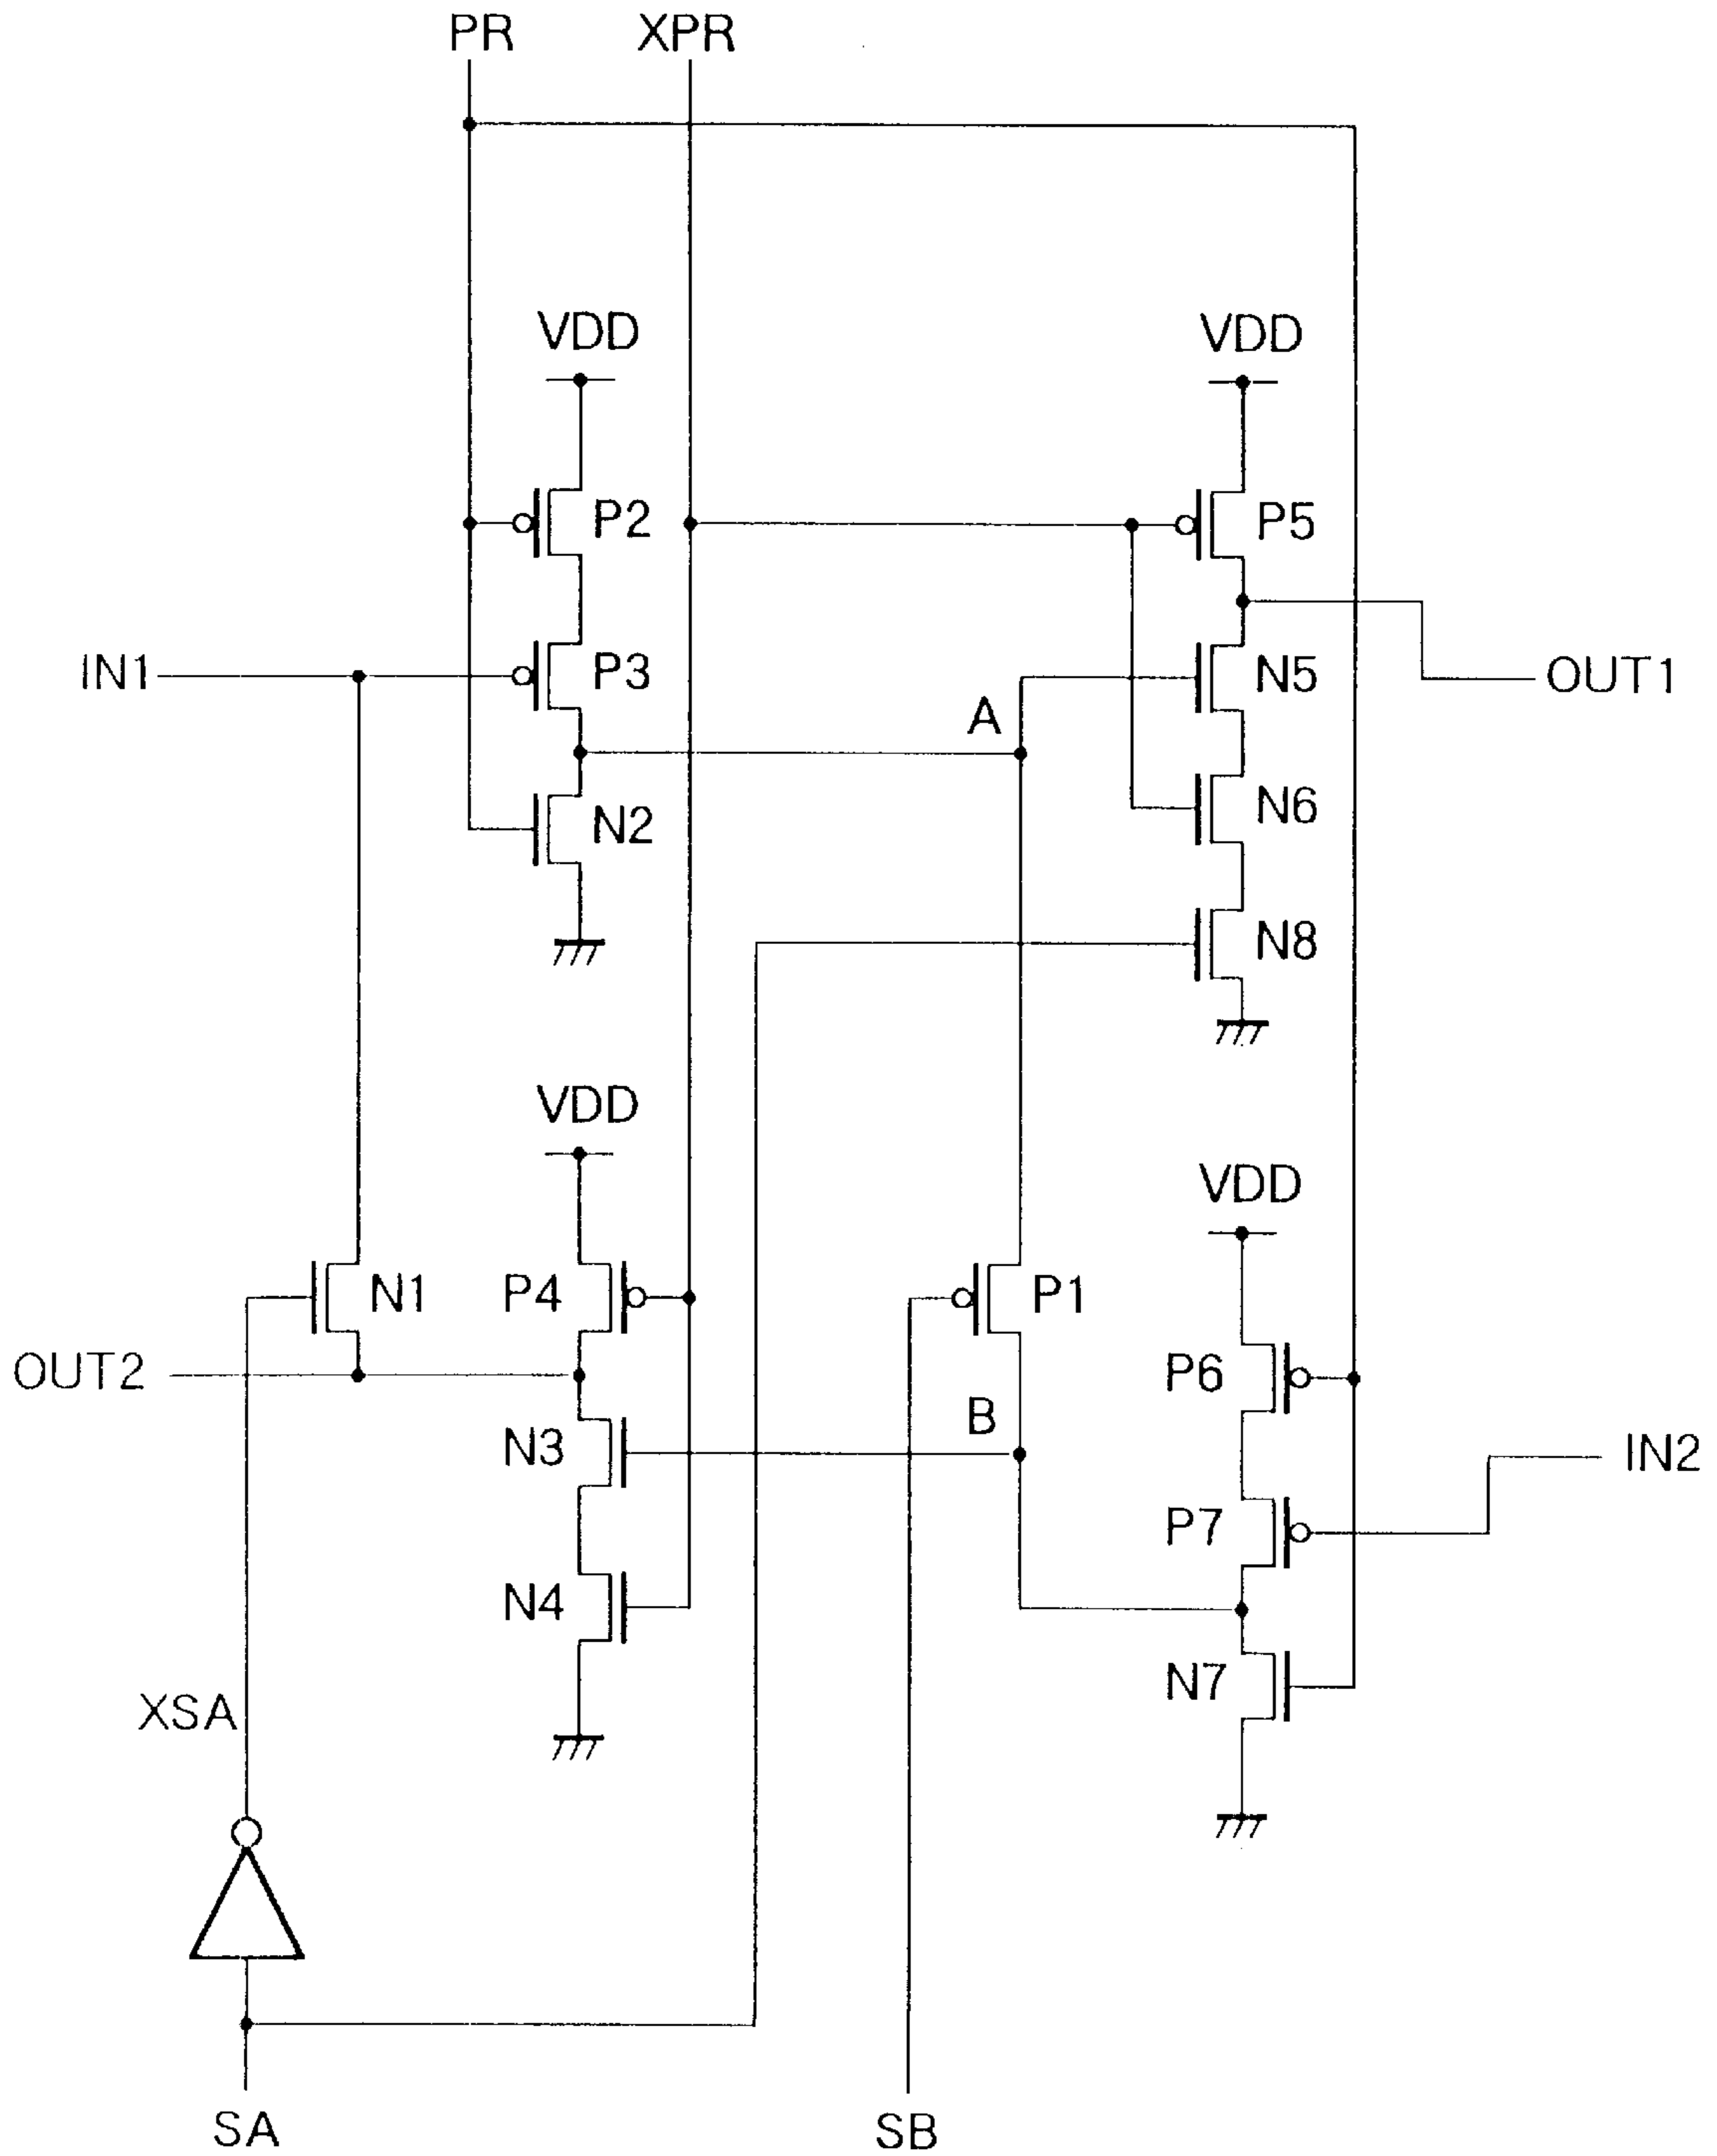 PR XPR
VDD VDD
P2 P5
IN1 P3 N5 OUT1
A
N2 N6
N8
VDD
VDD
N1 P4 P1
OUT2 P6
B
N3 IN2
P7
N4
N7
XSA
SA SB